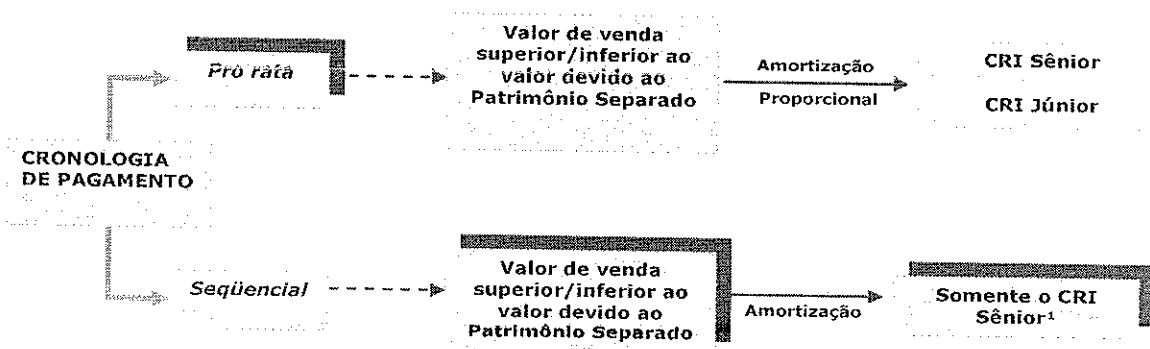 Pro rata
Valor de venda
superior/inferior ao
valor devido ao
Patrimônio Separado
Amortização
Proporcional
CRI Sênior
CRI Júnior
CRONOLOGIA
DE PAGAMENTO
Seqüencial
Valor de venda
superior/inferior ao
valor devido ao
Patrimônio Separado
Amortização
Somente o CRI
Sênior¹